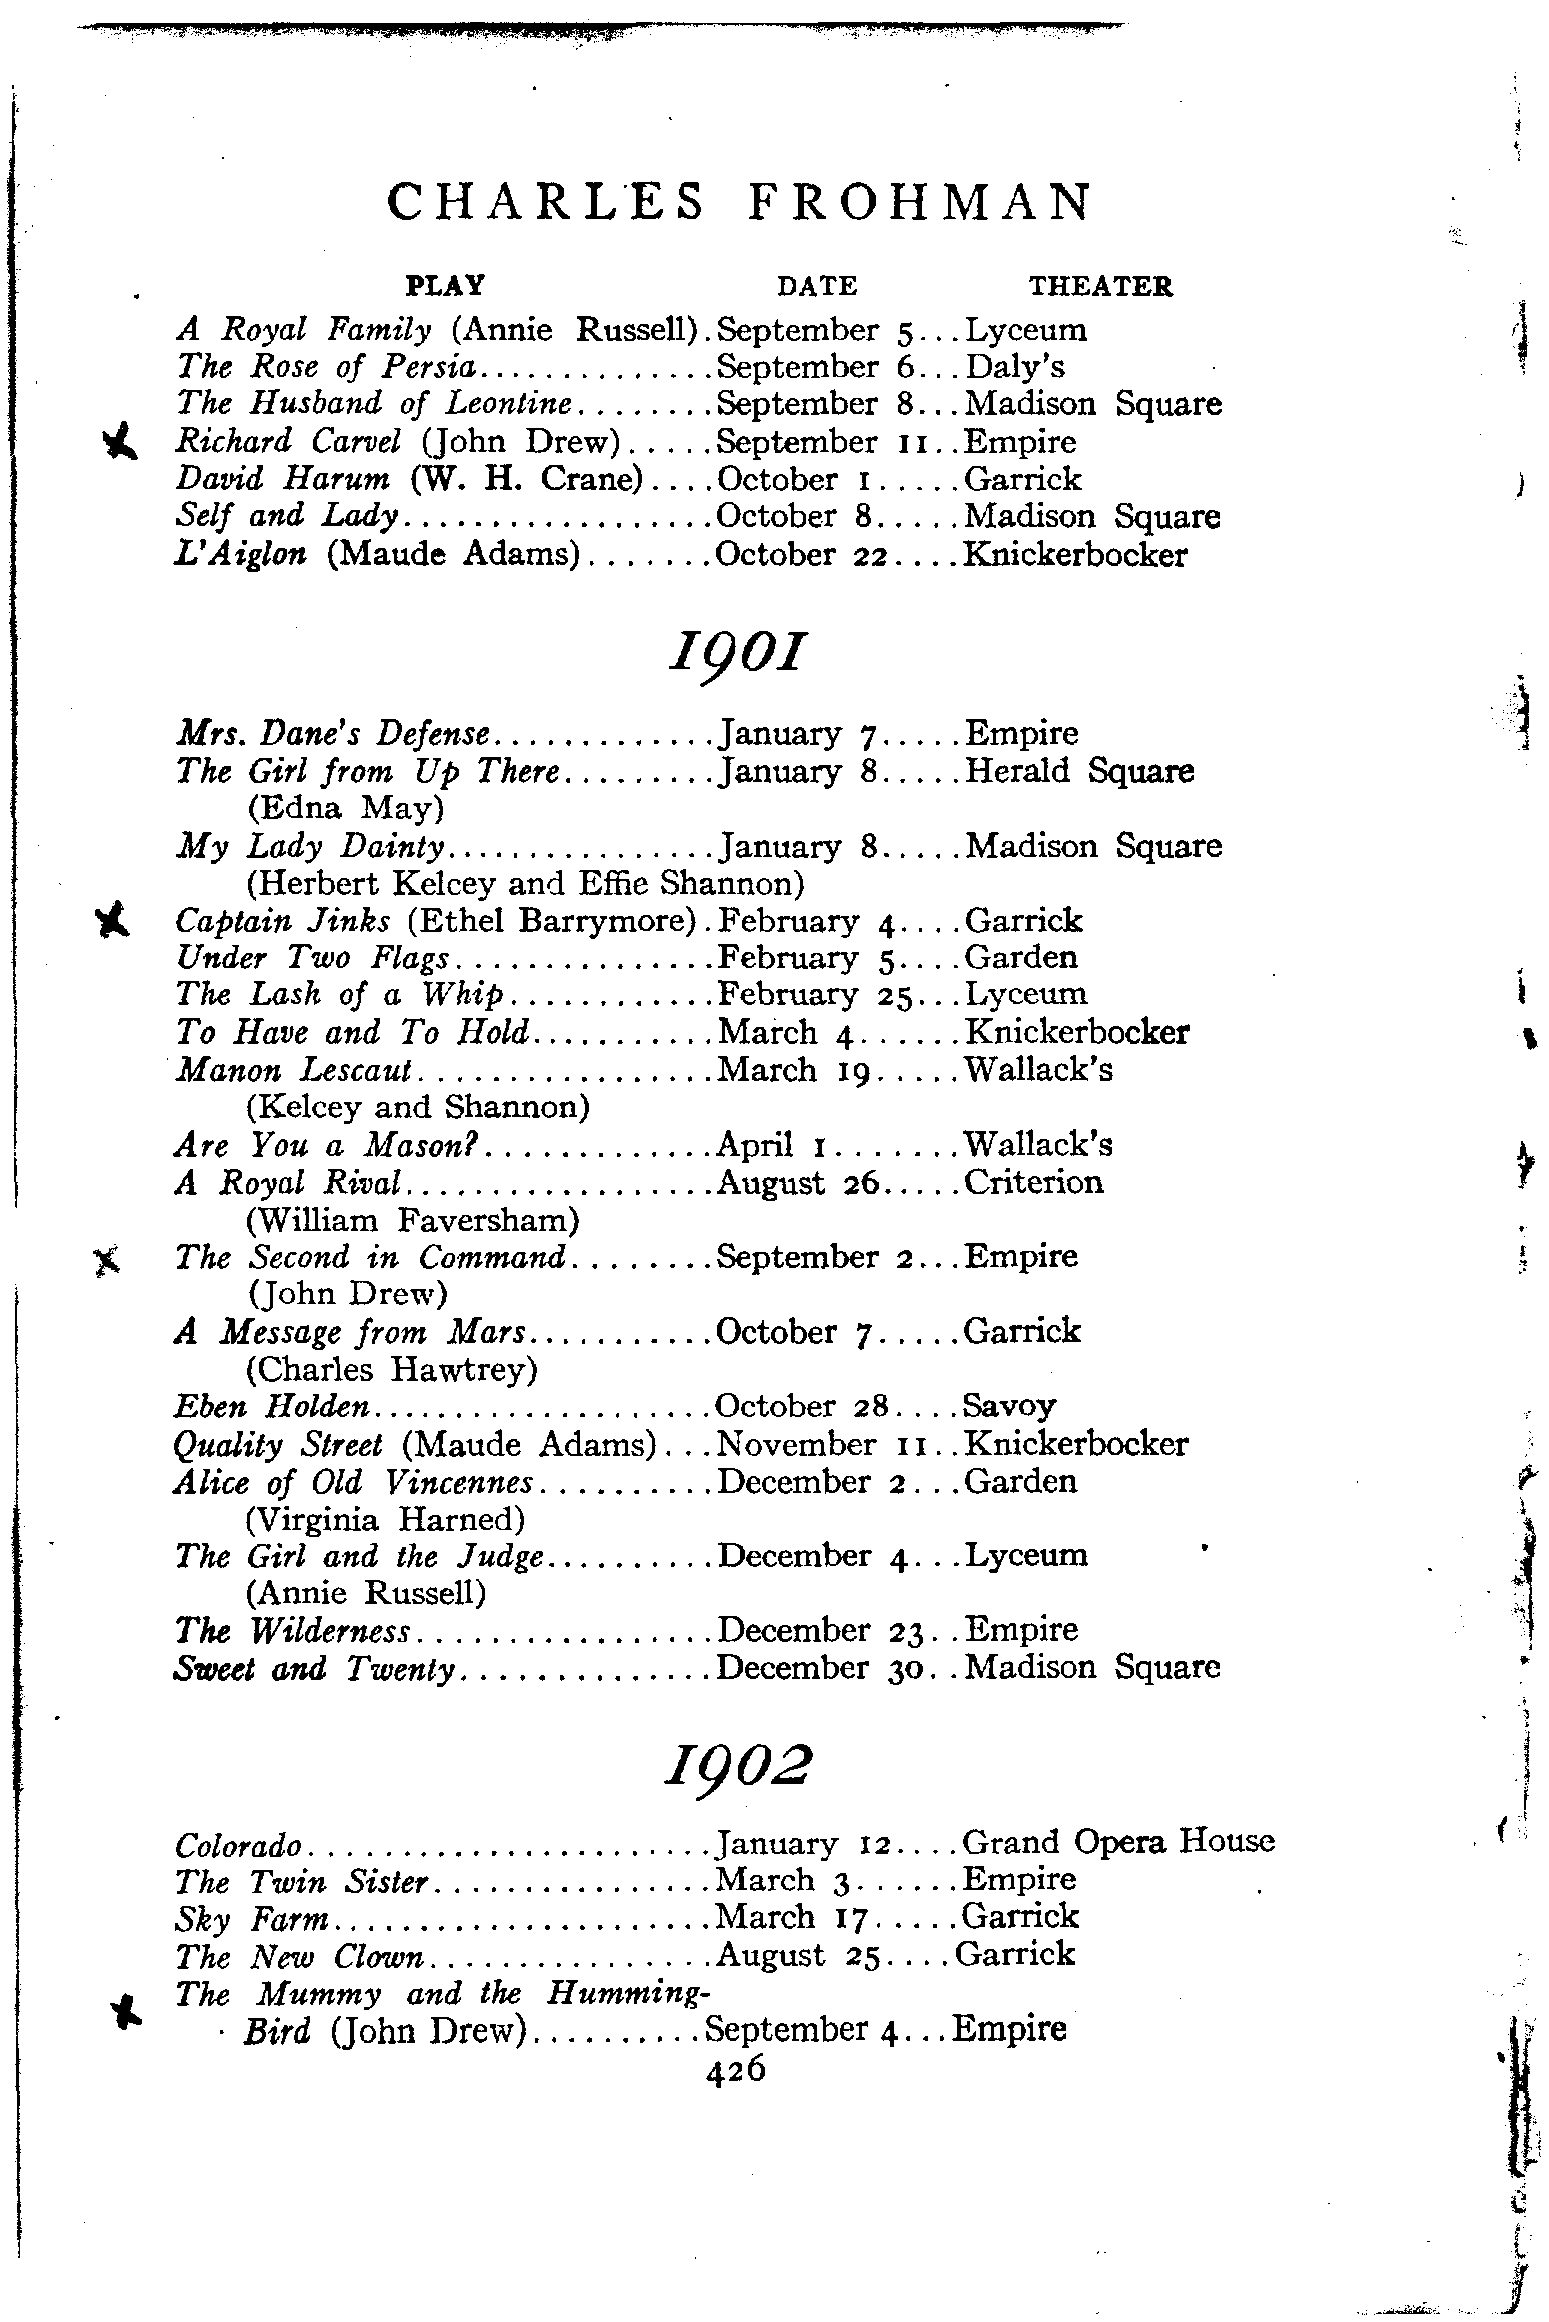 CHARLES FROHMAN
PLAY DATE THEATER
A Royal Family (Annie Russell).September 5...Lyceum
The Rose of Persia..............September 6...Daly's
The Husband of Leontine........September 8...Madison Square
Richard Carvel (John Drew).....September 11..Empire
David Harum (W. H. Crane)....October 1.....Garrick
Self and Lady..................October 8.....Madison Square
L'Aiglon (Maude Adams).......October 22....Knickerbocker
1901
Mrs. Dane's Defense.............January 7.....Empire
The Girl from Up There.........January 8.....Herald Square
(Edna May)
My Lady Dainty................January 8.....Madison Square
(Herbert Kelcey and Effie Shannon)
Captain Jinks (Ethel Barrymore).February 4....Garrick
Under Two Flags...............February 5....Garden
The Lash of a Whip............February 25...Lyceum
To Have and To Hold...........March 4......Knickerbocker
Manon Lescaut.................March 19.....Wallack's
(Kelcey and Shannon)
Are You a Mason?.............April 1.......Wallack's
A Royal Rival..................August 26.....Criterion
(William Faversham)
The Second in Command........September 2...Empire
(John Drew)
A Message from Mars...........October 7.....Garrick
(Charles Hawtrey)
Eben Holden....................October 28....Savoy
Quality Street (Maude Adams)...November 11..Knickerbocker
Alice of Old Vincennes..........December 2...Garden
(Virginia Harned)
The Girl and the Judge..........December 4...Lyceum
(Annie Russell)
The Wilderness.................December 23..Empire
Sweet and Twenty..............December 30..Madison Square
1902
Colorado.......................January 12....Grand Opera House
The Twin Sister................March 3......Empire
Sky Farm......................March 17.....Garrick
The New Clown................August 25....Garrick
The Mummy and the Humming-
Bird (John Drew)..........September 4...Empire
426